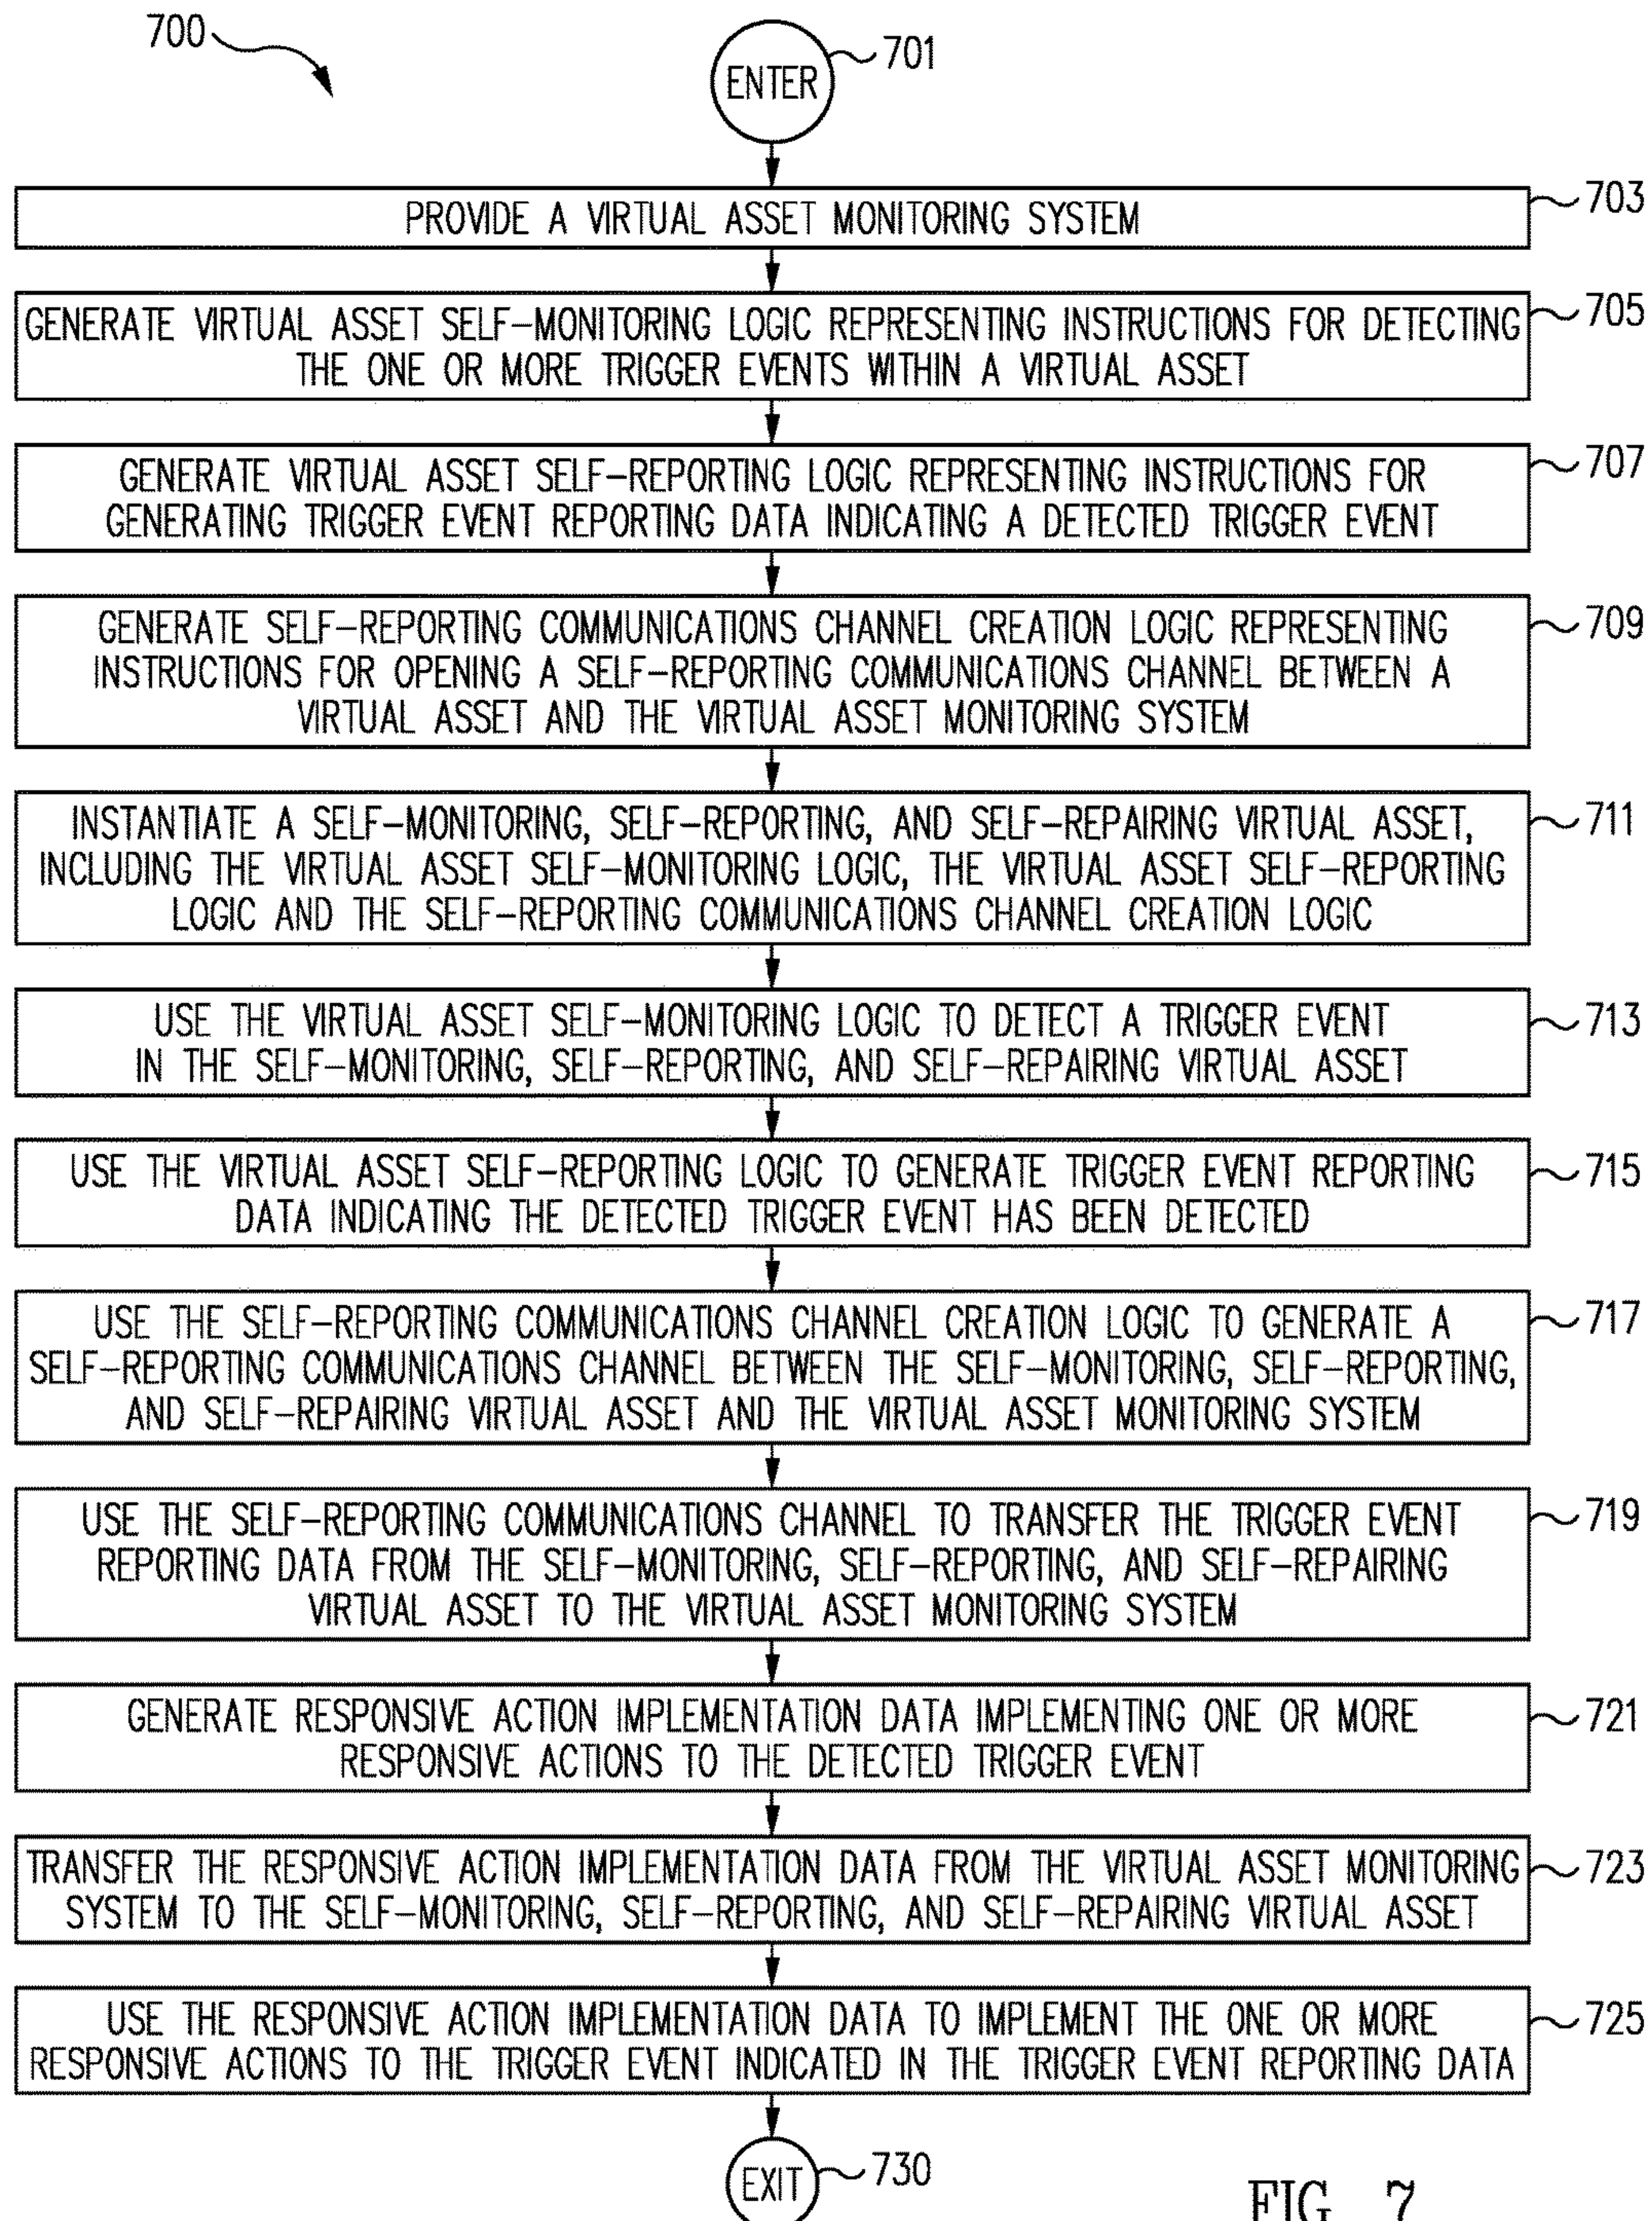 700
ENTER
701
PROVIDE A VIRTUAL ASSET MONITORING SYSTEM
703
GENERATE VIRTUAL ASSET SELF-MONITORING LOGIC REPRESENTING INSTRUCTIONS FOR DETECTING
THE ONE OR MORE TRIGGER EVENTS WITHIN A VIRTUAL ASSET
705
GENERATE VIRTUAL ASSET SELF-REPORTING LOGIC REPRESENTING INSTRUCTIONS FOR
GENERATING TRIGGER EVENT REPORTING DATA INDICATING A DETECTED TRIGGER EVENT
707
GENERATE SELF-REPORTING COMMUNICATIONS CHANNEL CREATION LOGIC REPRESENTING
INSTRUCTIONS FOR OPENING A SELF-REPORTING COMMUNICATIONS CHANNEL BETWEEN A
VIRTUAL ASSET AND THE VIRTUAL ASSET MONITORING SYSTEM
709
INSTANTIATE A SELF-MONITORING, SELF-REPORTING, AND SELF-REPAIRING VIRTUAL ASSET,
INCLUDING THE VIRTUAL ASSET SELF-MONITORING LOGIC, THE VIRTUAL ASSET SELF-REPORTING
LOGIC AND THE SELF-REPORTING COMMUNICATIONS CHANNEL CREATION LOGIC
711
USE THE VIRTUAL ASSET SELF-MONITORING LOGIC TO DETECT A TRIGGER EVENT
IN THE SELF-MONITORING, SELF-REPORTING, AND SELF-REPAIRING VIRTUAL ASSET
713
USE THE VIRTUAL ASSET SELF-REPORTING LOGIC TO GENERATE TRIGGER EVENT REPORTING
DATA INDICATING THE DETECTED TRIGGER EVENT HAS BEEN DETECTED
715
USE THE SELF-REPORTING COMMUNICATIONS CHANNEL CREATION LOGIC TO GENERATE A
SELF-REPORTING COMMUNICATIONS CHANNEL BETWEEN THE SELF-MONITORING, SELF-REPORTING,
AND SELF-REPAIRING VIRTUAL ASSET AND THE VIRTUAL ASSET MONITORING SYSTEM
717
USE THE SELF-REPORTING COMMUNICATIONS CHANNEL TO TRANSFER THE TRIGGER EVENT
REPORTING DATA FROM THE SELF-MONITORING, SELF-REPORTING, AND SELF-REPAIRING
VIRTUAL ASSET TO THE VIRTUAL ASSET MONITORING SYSTEM
719
GENERATE RESPONSIVE ACTION IMPLEMENTATION DATA IMPLEMENTING ONE OR MORE
RESPONSIVE ACTIONS TO THE DETECTED TRIGGER EVENT
721
TRANSFER THE RESPONSIVE ACTION IMPLEMENTATION DATA FROM THE VIRTUAL ASSET MONITORING
SYSTEM TO THE SELF-MONITORING, SELF-REPORTING, AND SELF-REPAIRING VIRTUAL ASSET
723
USE THE RESPONSIVE ACTION IMPLEMENTATION DATA TO IMPLEMENT THE ONE OR MORE
RESPONSIVE ACTIONS TO THE TRIGGER EVENT INDICATED IN THE TRIGGER EVENT REPORTING DATA
725
EXIT
730
FIG. 7